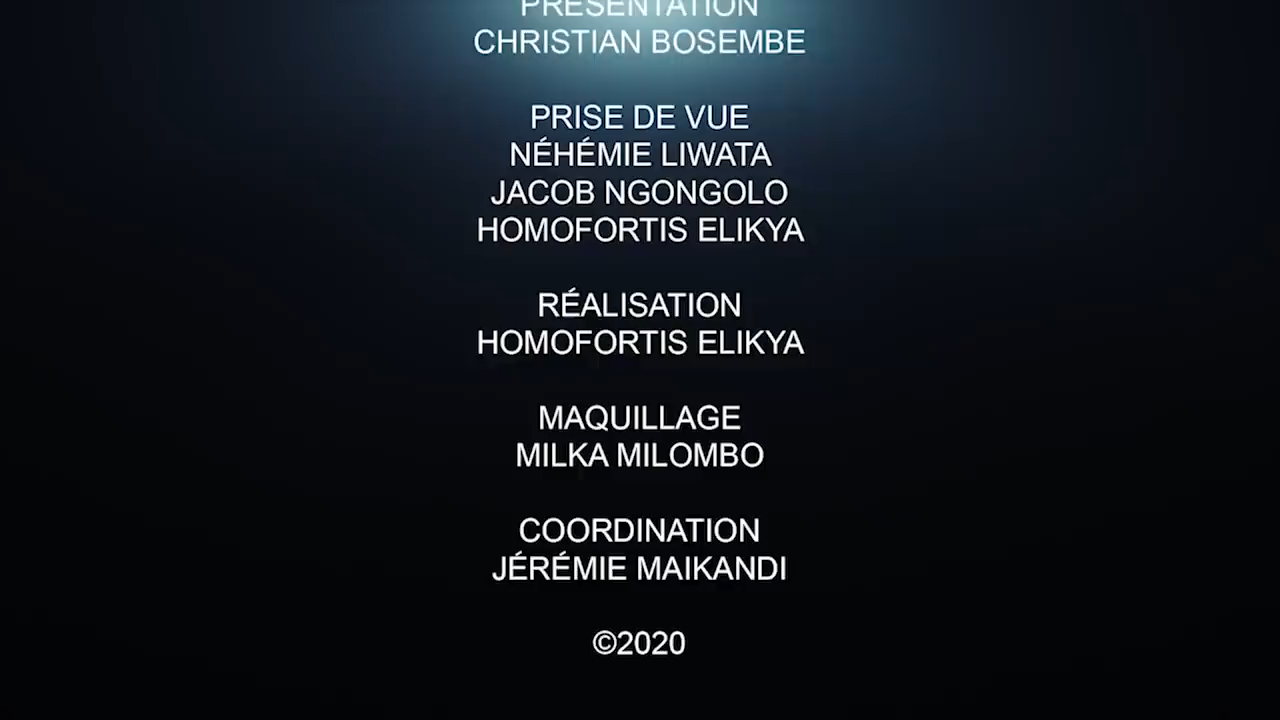 PRÉSENTATION
CHRISTIAN BOSEMBE
PRISE DE VUE
NÉHÉMIE LIWATA
JACOB NGONGOLO
HOMOFORTIS ELIKYA
RÉALISATION
HOMOFORTIS ELIKYA
MAQUILLAGE
MILKA MILOMBO
COORDINATION
JÉRÉMIE MAIKANDI
©2020